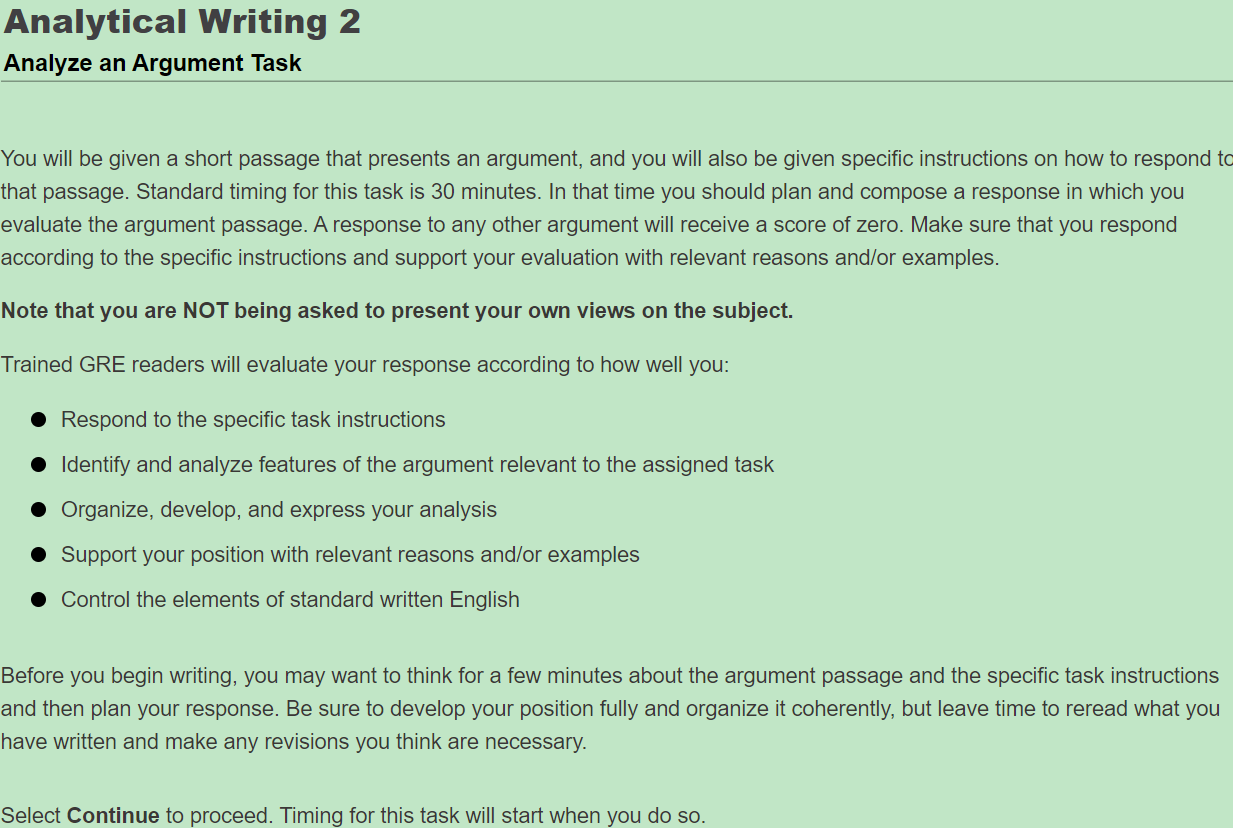 Analytical Writing 2
Analyze an Argument Task
You will be given a short passage that presents an argument, and you will also be given specific instructions on how to respond to
that passage. Standard timing for this task is 30 minutes. In that time you should plan and compose a response in which you
evaluate the argument passage. A response to any other argument will receive a score of zero. Make sure that you respond
according to the specific instructions and support your evaluation with relevant reasons and/or examples.
Note that you are NOT being asked to present your own views on the subject.
Trained GRE readers will evaluate your response according to how well you:
● Respond to the specific task instructions
● Identify and analyze features of the argument relevant to the assigned task
● Organize, develop, and express your analysis
● Support your position with relevant reasons and/or examples
● Control the elements of standard written English
Before you begin writing, you may want to think for a few minutes about the argument passage and the specific task instructions
and then plan your response. Be sure to develop your position fully and organize it coherently, but leave time to reread what you
have written and make any revisions you think are necessary.
Select Continue to proceed. Timing for this task will start when you do so.